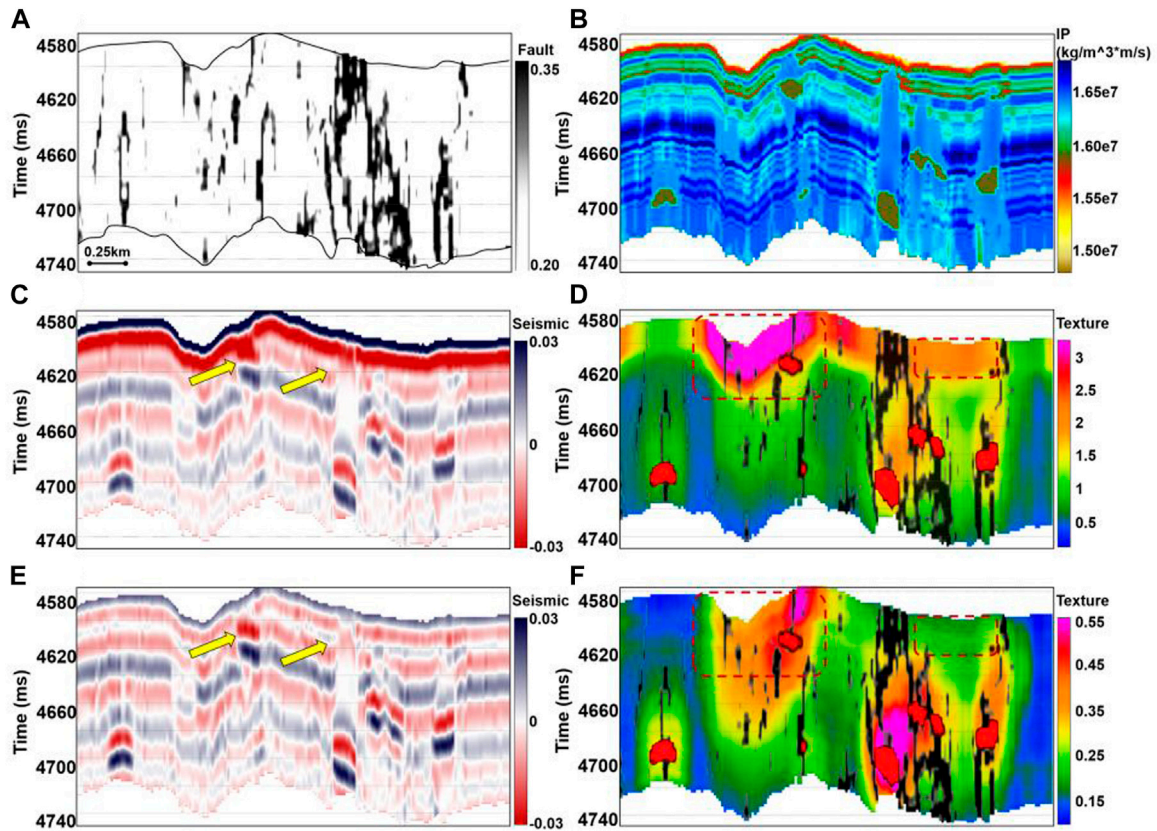 A
4580
4620
4660
4700
4740
Time (ms)
0.25km
Fault
0.35
0.20
B
4580
4620
4660
4700
4740
Time (ms)
IP
(kg/m^3*m/s)
1.65e7
1.60e7
1.55e7
1.50e7
C
4580
4620
4660
4700
4740
Time (ms)
Seismic
0.03
0
-0.03
D
4580
4620
4660
4700
4740
Time (ms)
Texture
3
2.5
2
1.5
1
0.5
E
4580
4620
4660
4700
4740
Time (ms)
Seismic
0.03
0
-0.03
F
4580
4620
4660
4700
4740
Time (ms)
Texture
0.55
0.45
0.35
0.25
0.15